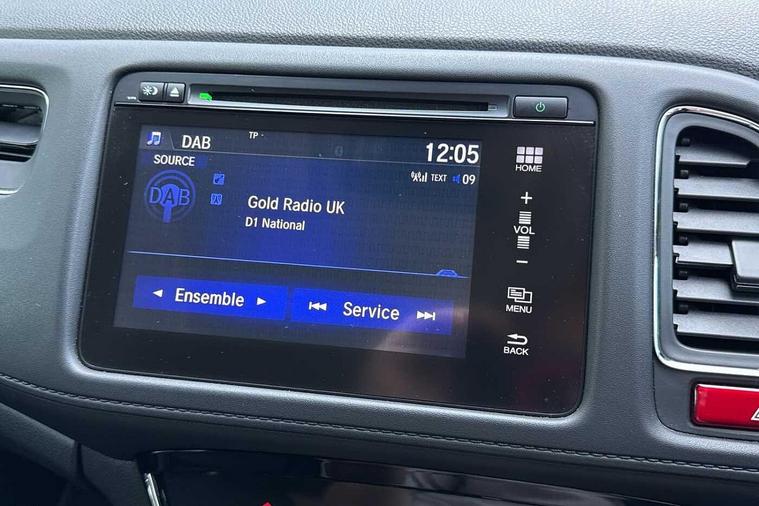 DAB
TP -
12:05
SOURCE
TEXT
09
DAB
Gold Radio UK
D1 National
Ensemble
Service
HOME
+
VOL
−
MENU
BACK